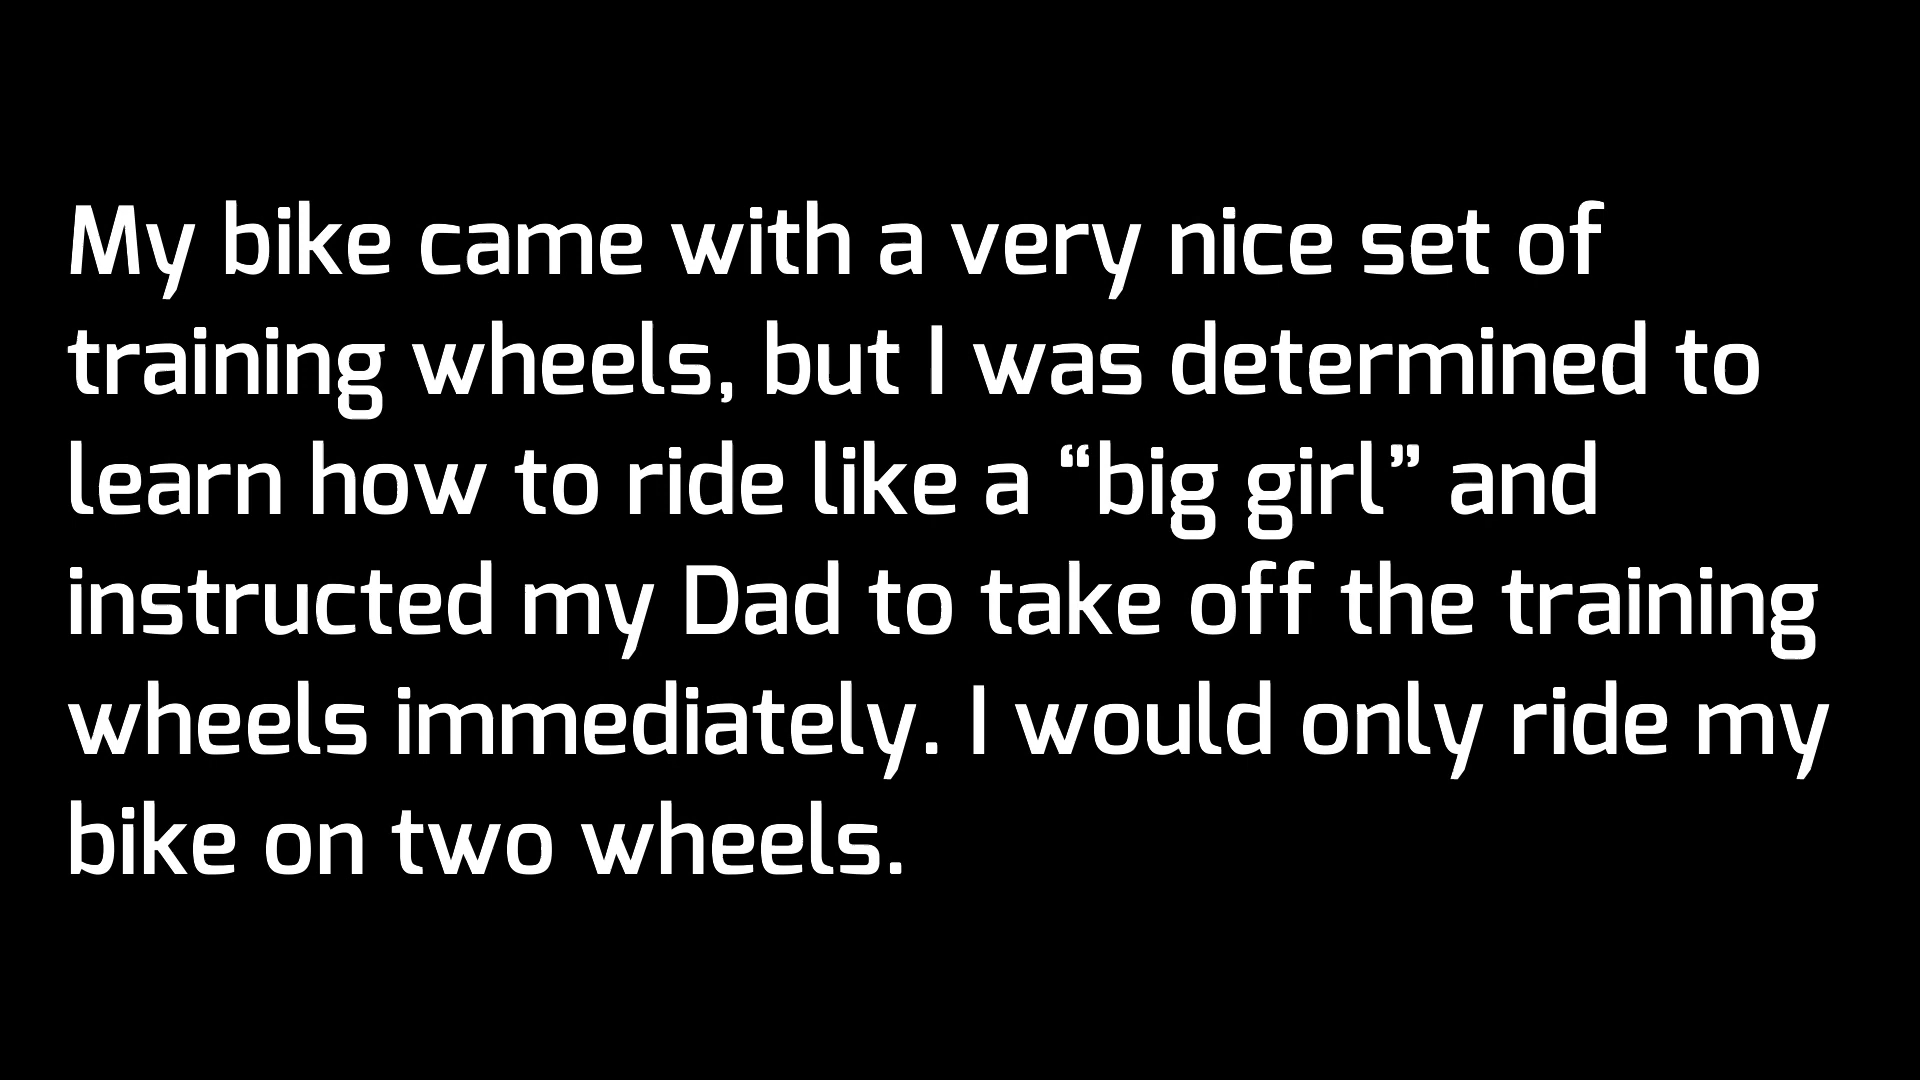 My bike came with a very nice set of
training wheels, but I was determined to
learn how to ride like a “big girl” and
instructed my Dad to take off the training
wheels immediately. I would only ride my
bike on two wheels.